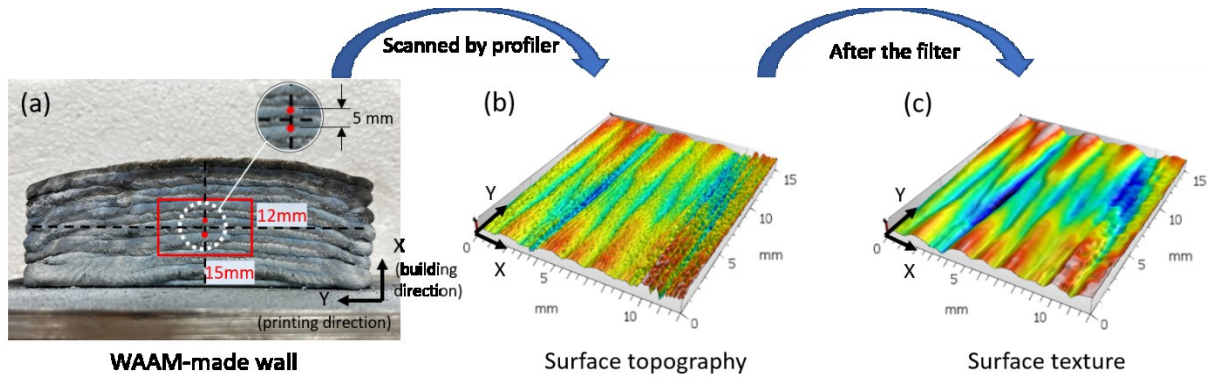 Scanned by profiler
After the filter
(a)
5 mm
12mm
15mm
X
(building
direction)
Y
(printing direction)
WAAM-made wall
(b)
Y
X
0
5
10
mm
0
5
10
15
mm
Surface topography
(c)
Y
X
0
5
10
mm
0
5
10
15
mm
Surface texture